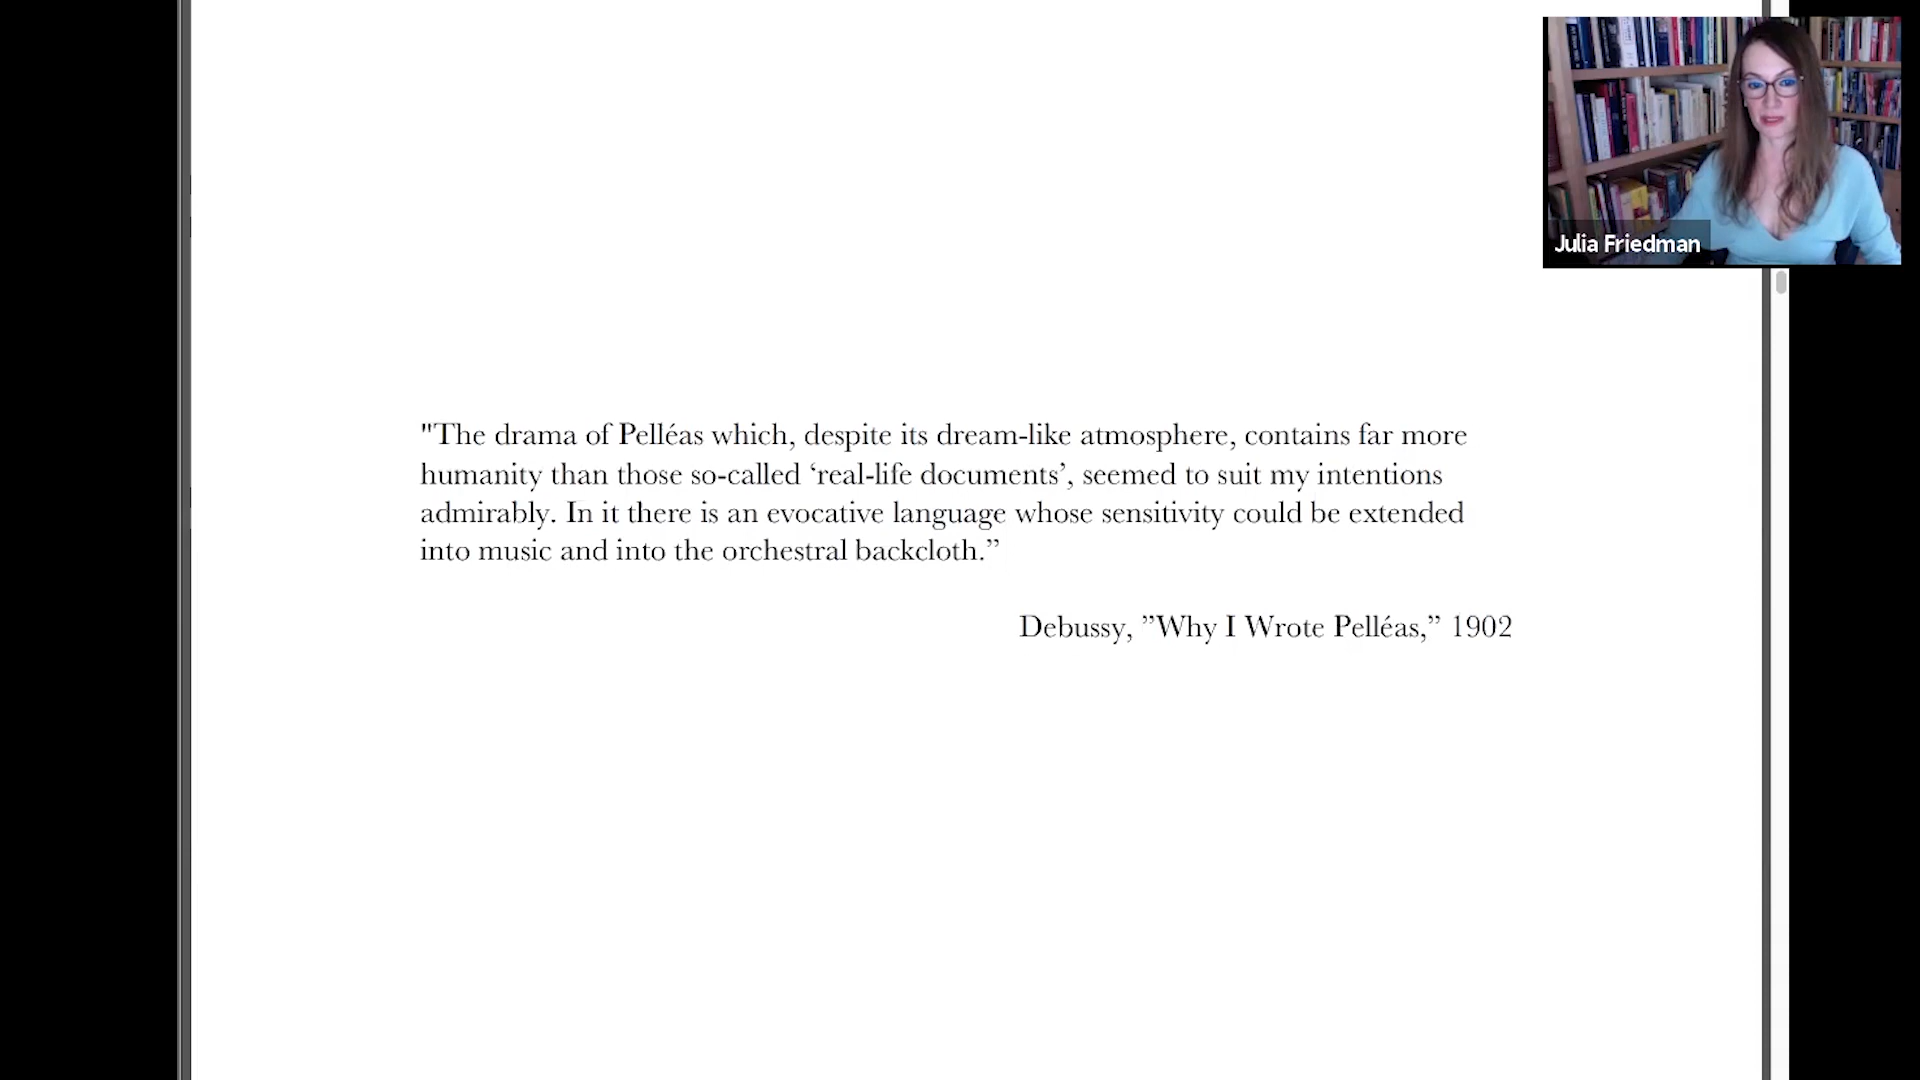 Julia Friedman
"The drama of Pelléas which, despite its dream-like atmosphere, contains far more
humanity than those so-called ‘real-life documents’, seemed to suit my intentions
admirably. In it there is an evocative language whose sensitivity could be extended
into music and into the orchestral backcloth.”
Debussy, ”Why I Wrote Pelléas,” 1902